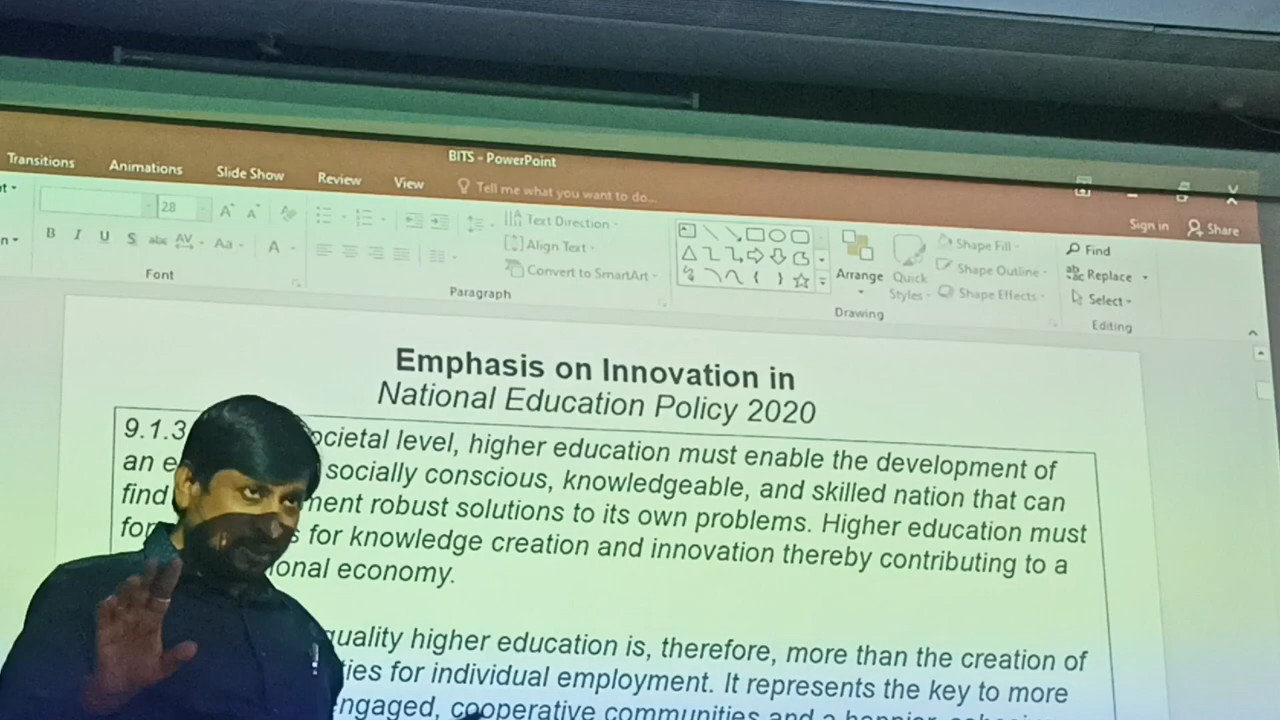 BITS - PowerPoint
Transitions Animations Slide Show Review View Tell me what you want to do...
Sign in Share
28 A A
B I U S abc AV Aa A
Font
Text Direction
Align Text
Convert to SmartArt
Paragraph
Arrange
Quick Styles
Drawing
Shape Fill
Shape Outline
Shape Effects
Find
Replace
Select
Editing
Emphasis on Innovation in
National Education Policy 2020
9.1.3 ocietal level, higher education must enable the development of
an e socially conscious, knowledgeable, and skilled nation that can
find ment robust solutions to its own problems. Higher education must
for s for knowledge creation and innovation thereby contributing to a
ional economy.
quality higher education is, therefore, more than the creation of
ties for individual employment. It represents the key to more
ngaged, cooperative communities and a